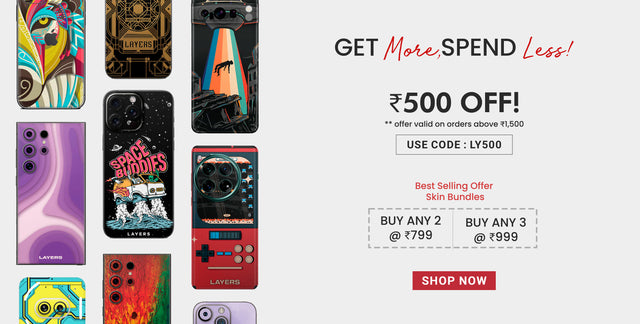 GET More, SPEND Less!
₹500 OFF!
** offer valid on orders above ₹1,500
USE CODE : LY500
Best Selling Offer
Skin Bundles
BUY ANY 2
@ ₹799
BUY ANY 3
@ ₹999
SHOP NOW
LAYERS
SPACE
BUDDIES
LAYERS
LAYERS
LAYERS